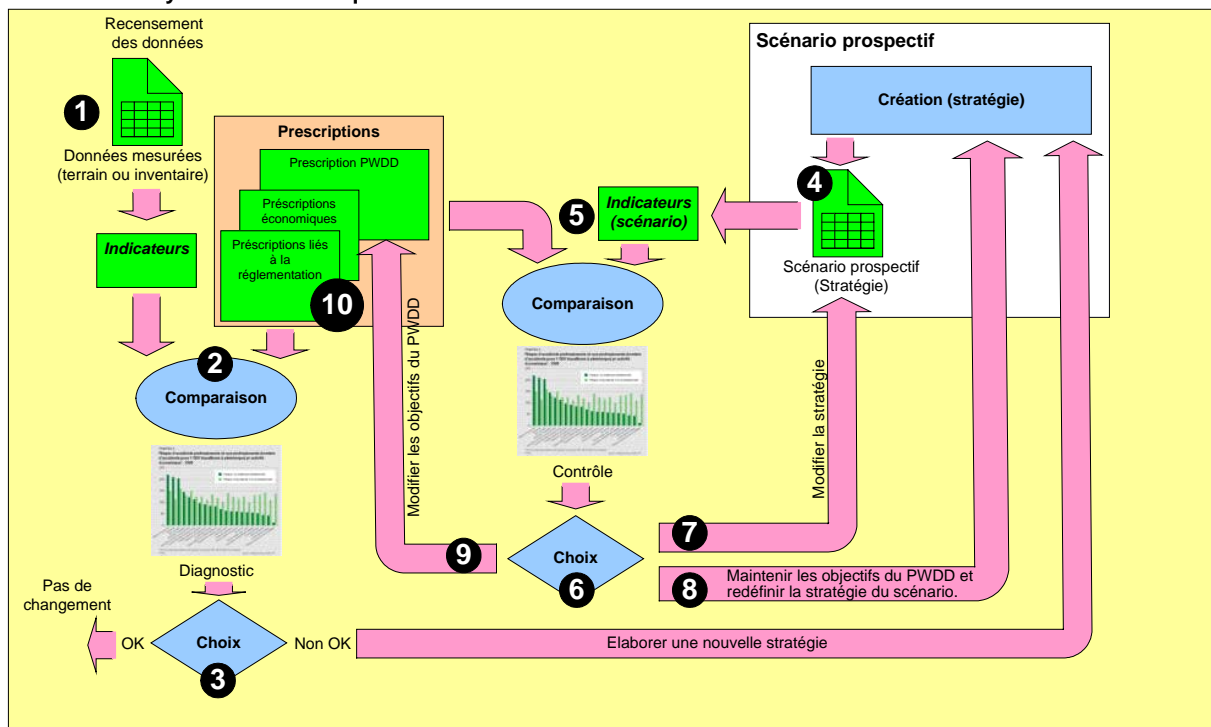 Recensement
des données
1
Données mesurées
(terrain ou inventaire)
Indicateurs
Prescriptions
Prescription PWDD
Préscriptions
économiques
Préscriptions liés
à la
réglementation
10
2
Comparaison
Diagnostic
Pas de
changement
OK
Choix
Non OK
3
Elaborer une nouvelle stratégie
Modifier les objectifs du PWDD
5
Indicateurs
(scénario)
Comparaison
Contrôle
Choix
6
9
7
8
Maintenir les objectifs du PWDD et
redéfinir la stratégie du scénario.
Modifier la stratégie
Scénario prospectif
Création (stratégie)
4
Scénario prospectif
(Stratégie)